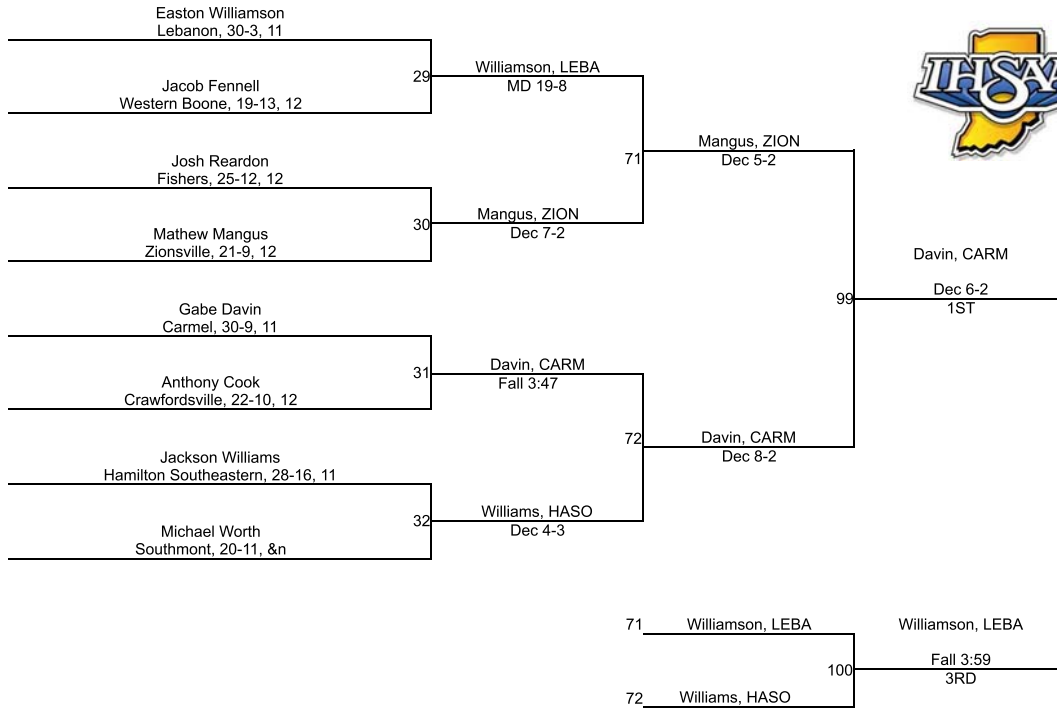 Easton Williamson
Lebanon, 30-3, 11
29
Williamson, LEBA
MD 19-8
Jacob Fennell
Western Boone, 19-13, 12
IHSAA
71
Mangus, ZION
Dec 5-2
Josh Reardon
Fishers, 25-12, 12
30
Mangus, ZION
Dec 7-2
Mathew Mangus
Zionsville, 21-9, 12
99
Davin, CARM
Dec 6-2
1ST
Gabe Davin
Carmel, 30-9, 11
31
Davin, CARM
Fall 3:47
Anthony Cook
Crawfordsville, 22-10, 12
72
Davin, CARM
Dec 8-2
Jackson Williams
Hamilton Southeastern, 28-16, 11
32
Williams, HASO
Dec 4-3
Michael Worth
Southmont, 20-11, &n
71
Williamson, LEBA
100
Williamson, LEBA
Fall 3:59
3RD
72
Williams, HASO